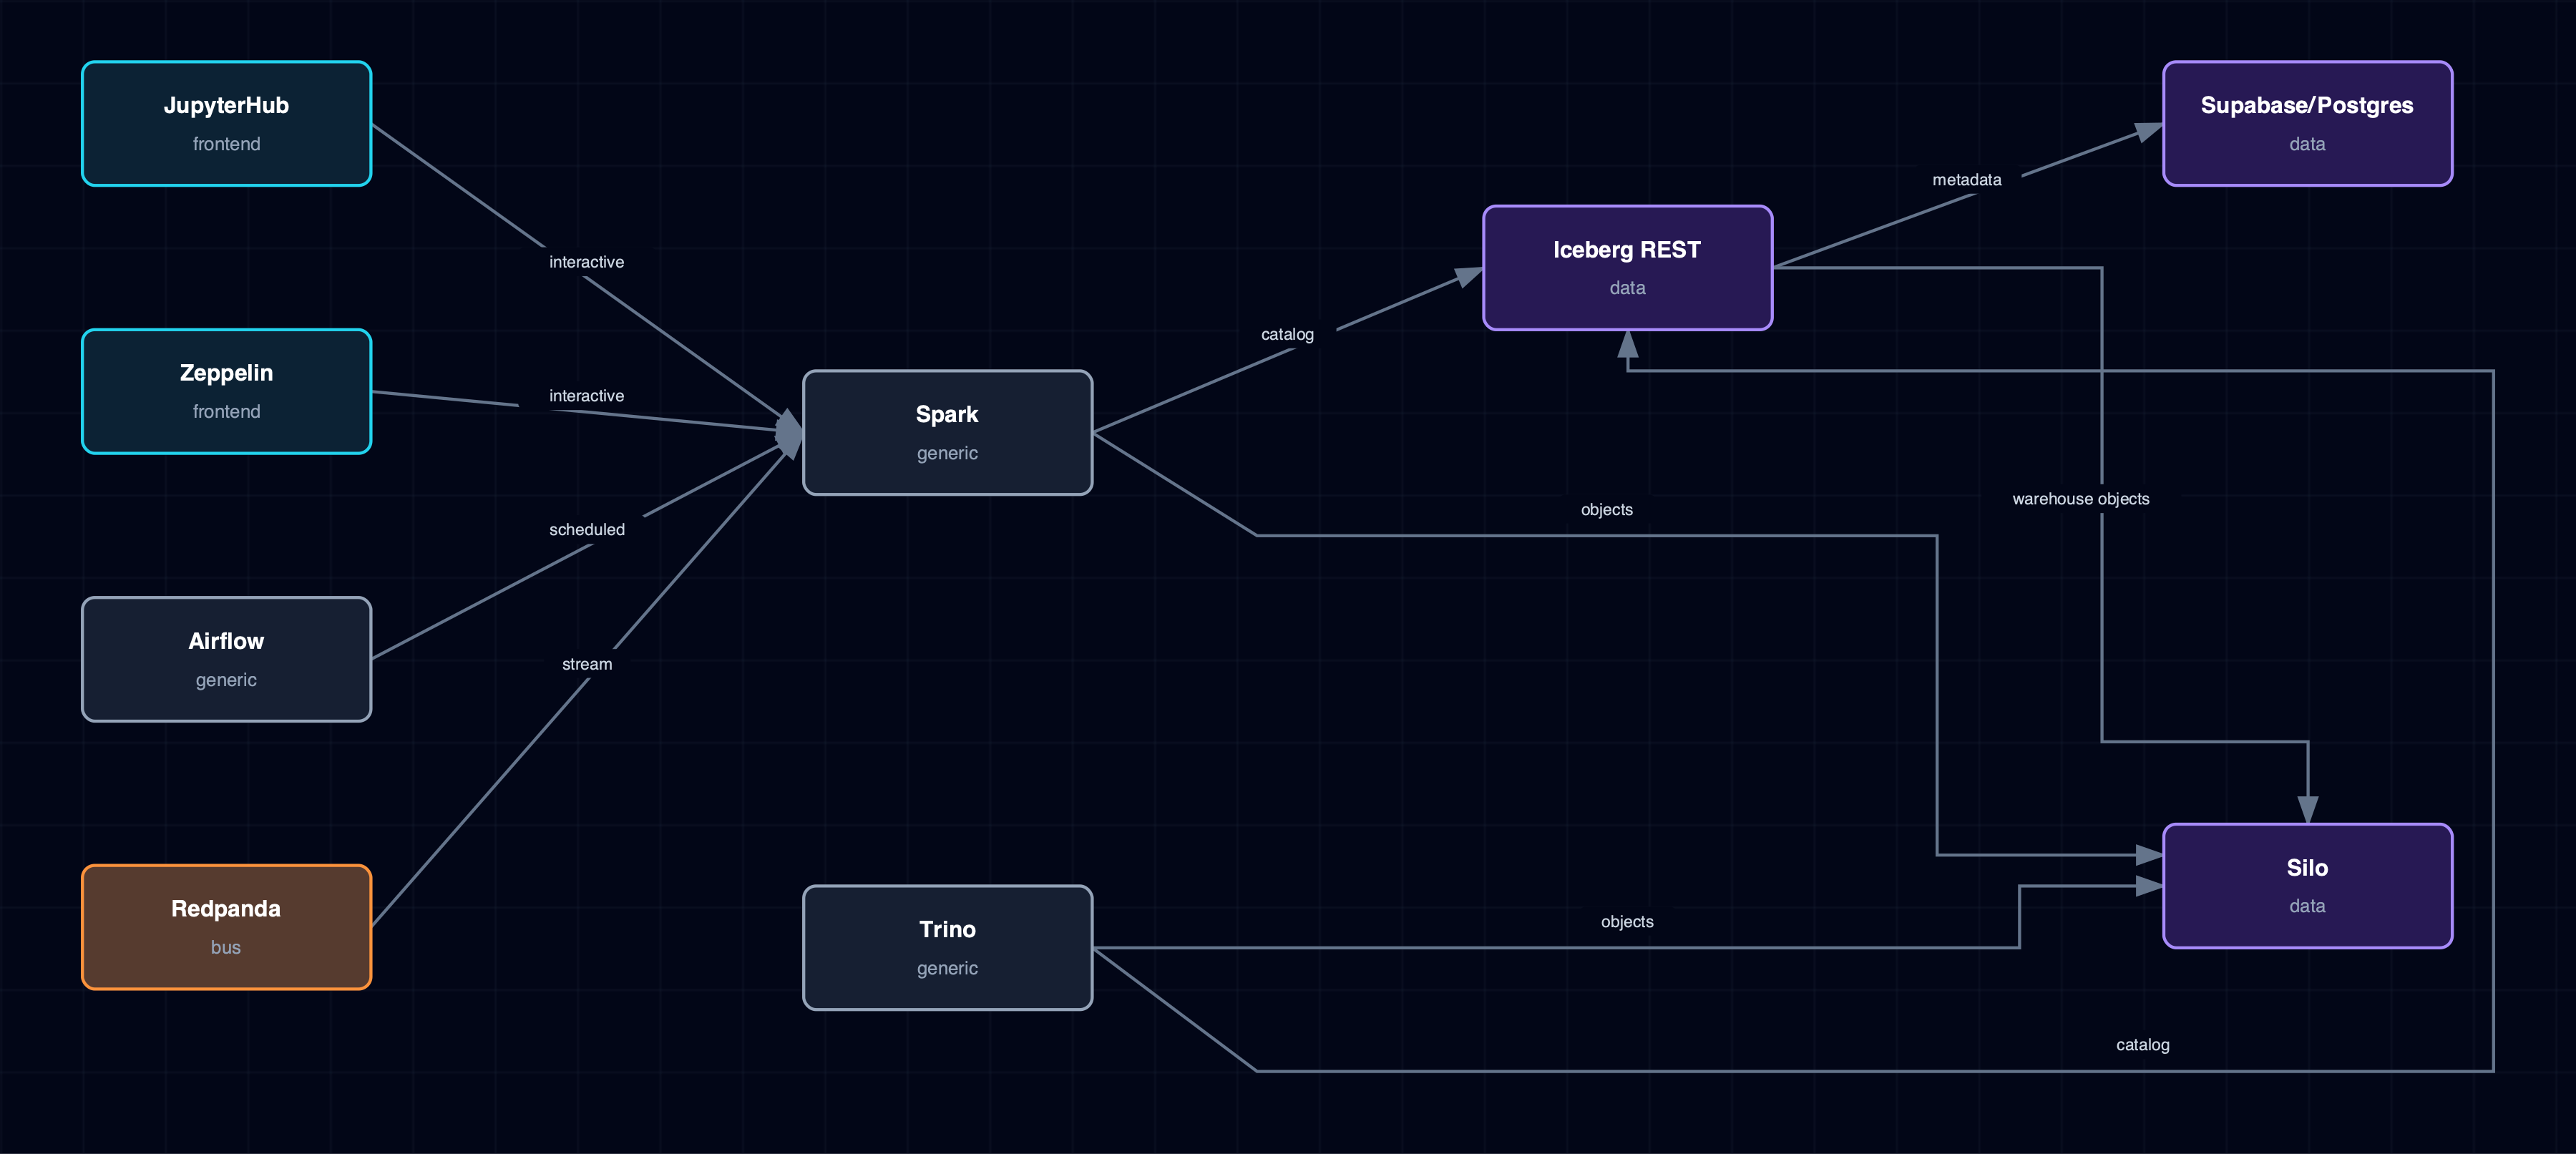 JupyterHub
frontend
Supabase/Postgres
data
metadata
Iceberg REST
data
interactive
catalog
Zeppelin
frontend
interactive
Spark
generic
warehouse objects
objects
scheduled
Airflow
generic
stream
Silo
data
Redpanda
bus
Trino
generic
objects
catalog